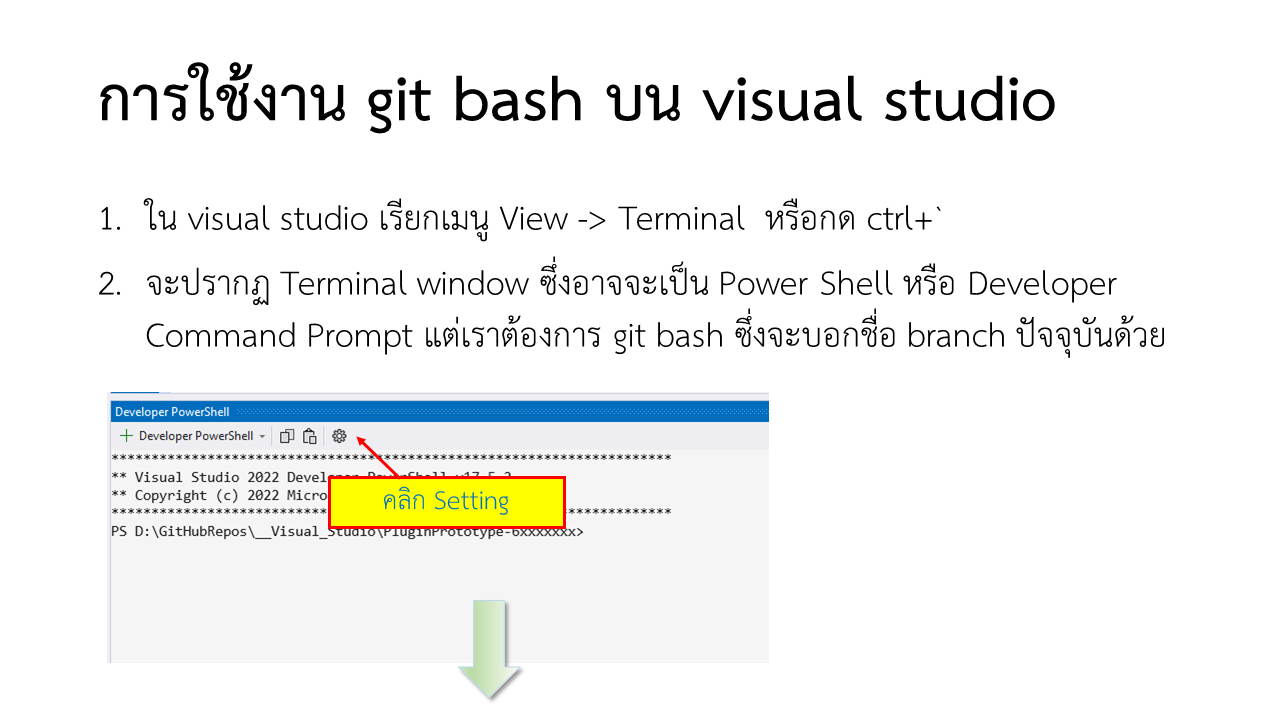 การใช้งาน git bash บน visual studio
1. ใน visual studio เรียกเมนู View -> Terminal หรือกด ctrl+`
2. จะปรากฏ Terminal window ซึ่งอาจจะเป็น Power Shell หรือ Developer
Command Prompt แต่เราต้องการ git bash ซึ่งจะบอกชื่อ branch ปัจจุบันด้วย
Developer PowerShell
+ Developer PowerShell
**********************************************************************
** Visual Studio 2022
** Copyright (c) 2022
คลิก Setting
**********************************************************************
PS D:\GitHubRepos\__Visual_Studio\PluginPrototype-6xxxxxxx>